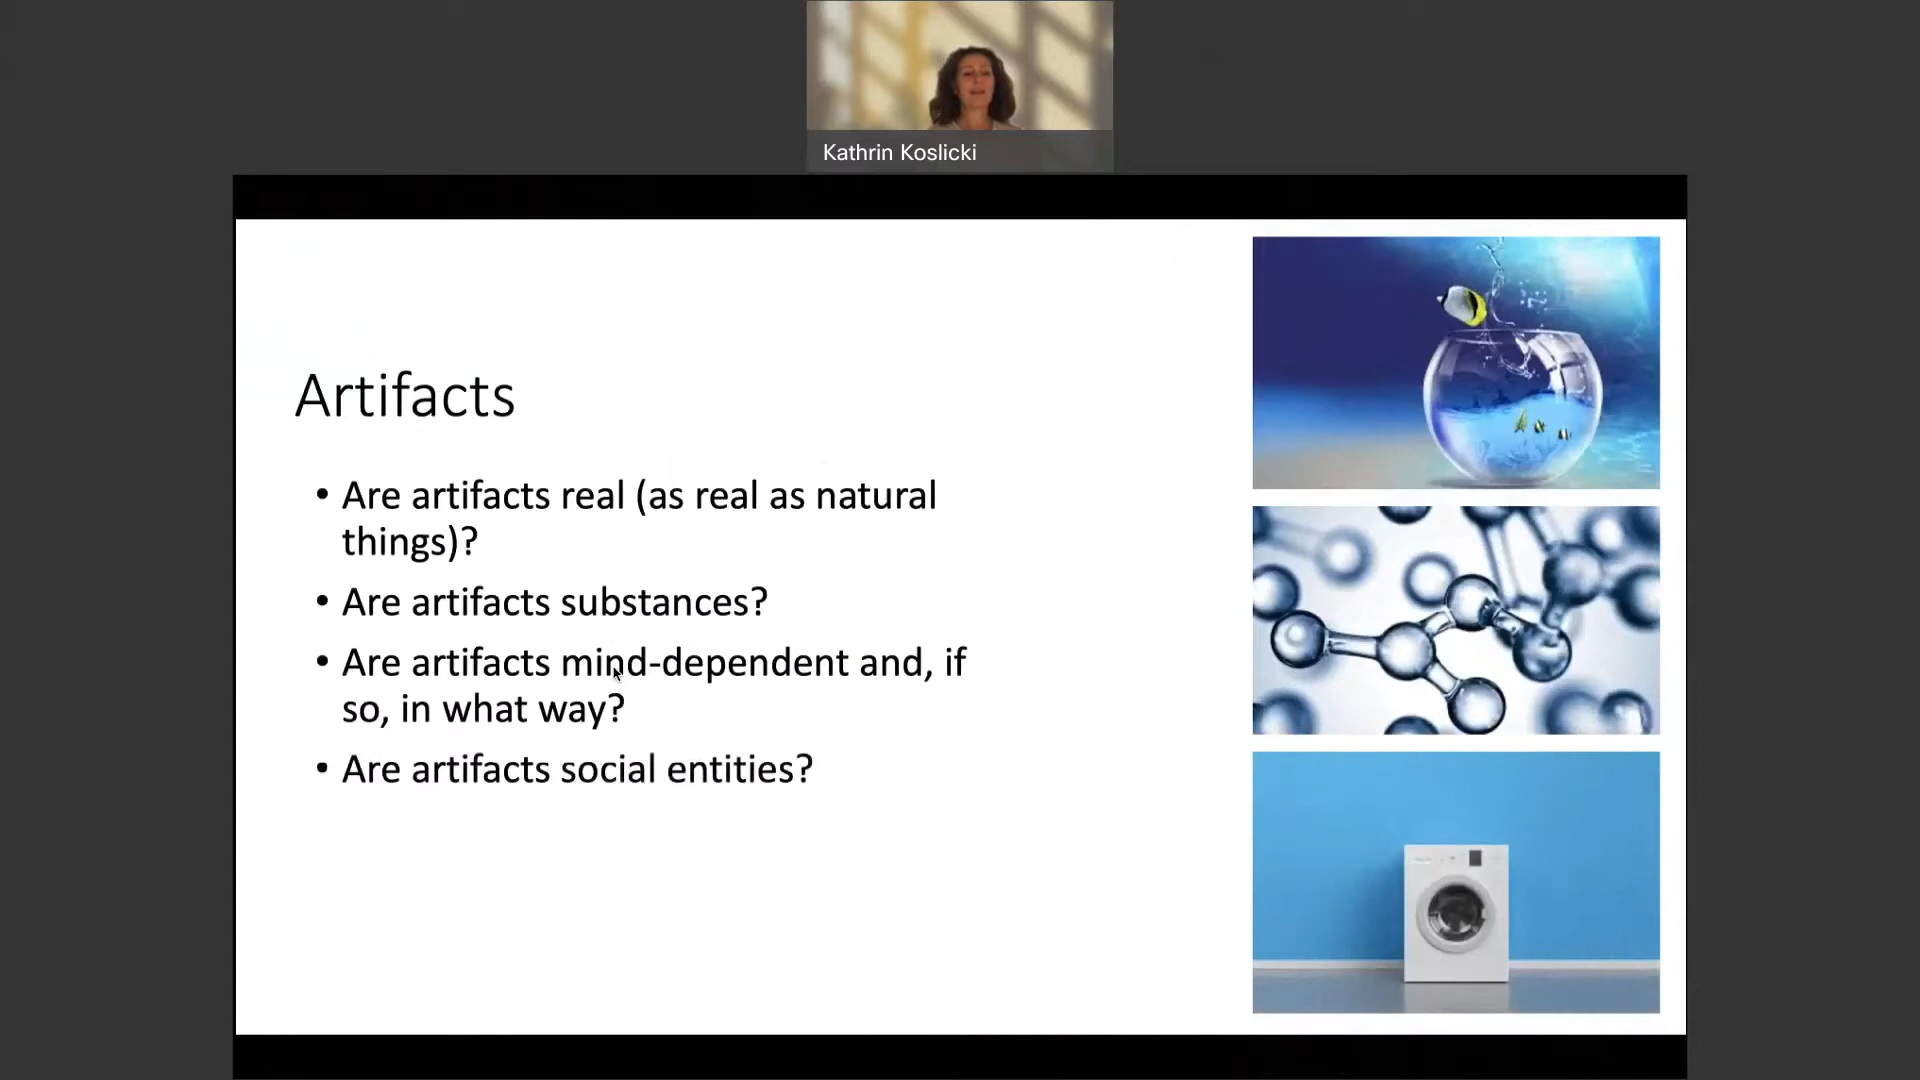 Kathrin Koslicki
Artifacts
• Are artifacts real (as real as natural
things)?
• Are artifacts substances?
• Are artifacts mind-dependent and, if
so, in what way?
• Are artifacts social entities?